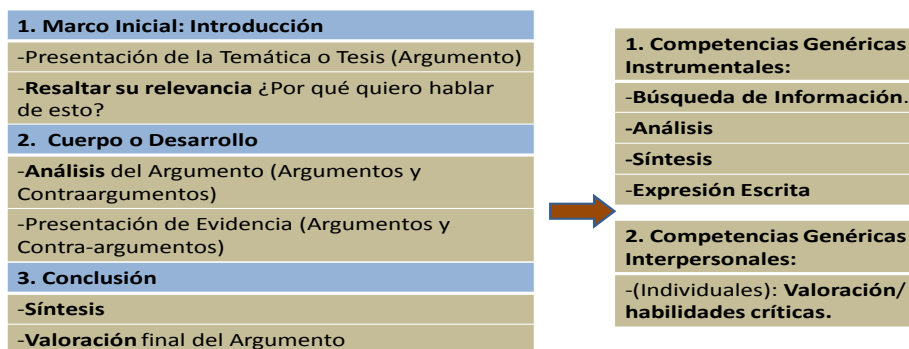 1. Marco Inicial: Introducción
-Presentación de la Temática o Tesis (Argumento)
-Resaltar su relevancia ¿Por qué quiero hablar
de esto?
2. Cuerpo o Desarrollo
-Análisis del Argumento (Argumentos y
Contraargumentos)
-Presentación de Evidencia (Argumentos y
Contra-argumentos)
3. Conclusión
-Síntesis
-Valoración final del Argumento
1. Competencias Genéricas
Instrumentales:
-Búsqueda de Información.
-Análisis
-Síntesis
-Expresión Escrita
2. Competencias Genéricas
Interpersonales:
-(Individuales): Valoración/
habilidades críticas.